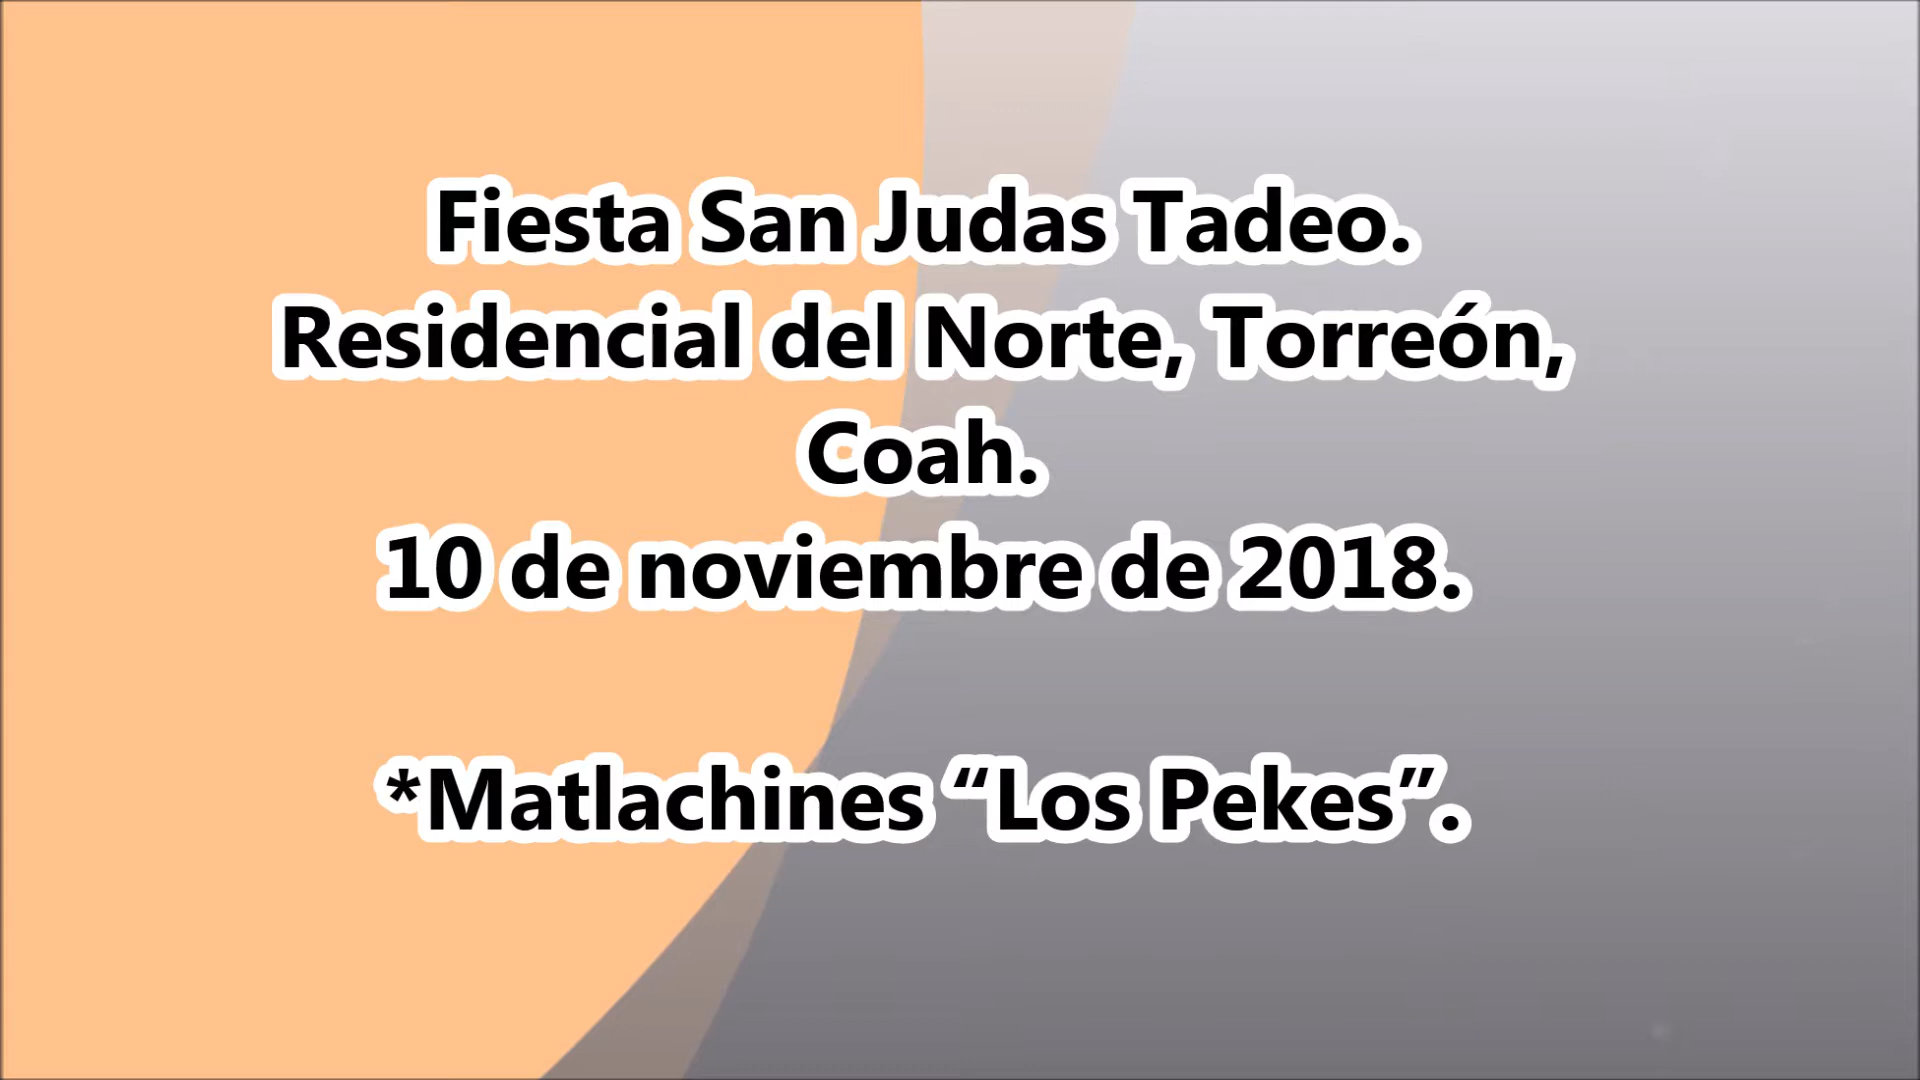 Fiesta San Judas Tadeo.
Residencial del Norte, Torreón,
Coah.
10 de noviembre de 2018.
*Matlachines “Los Pekes”.